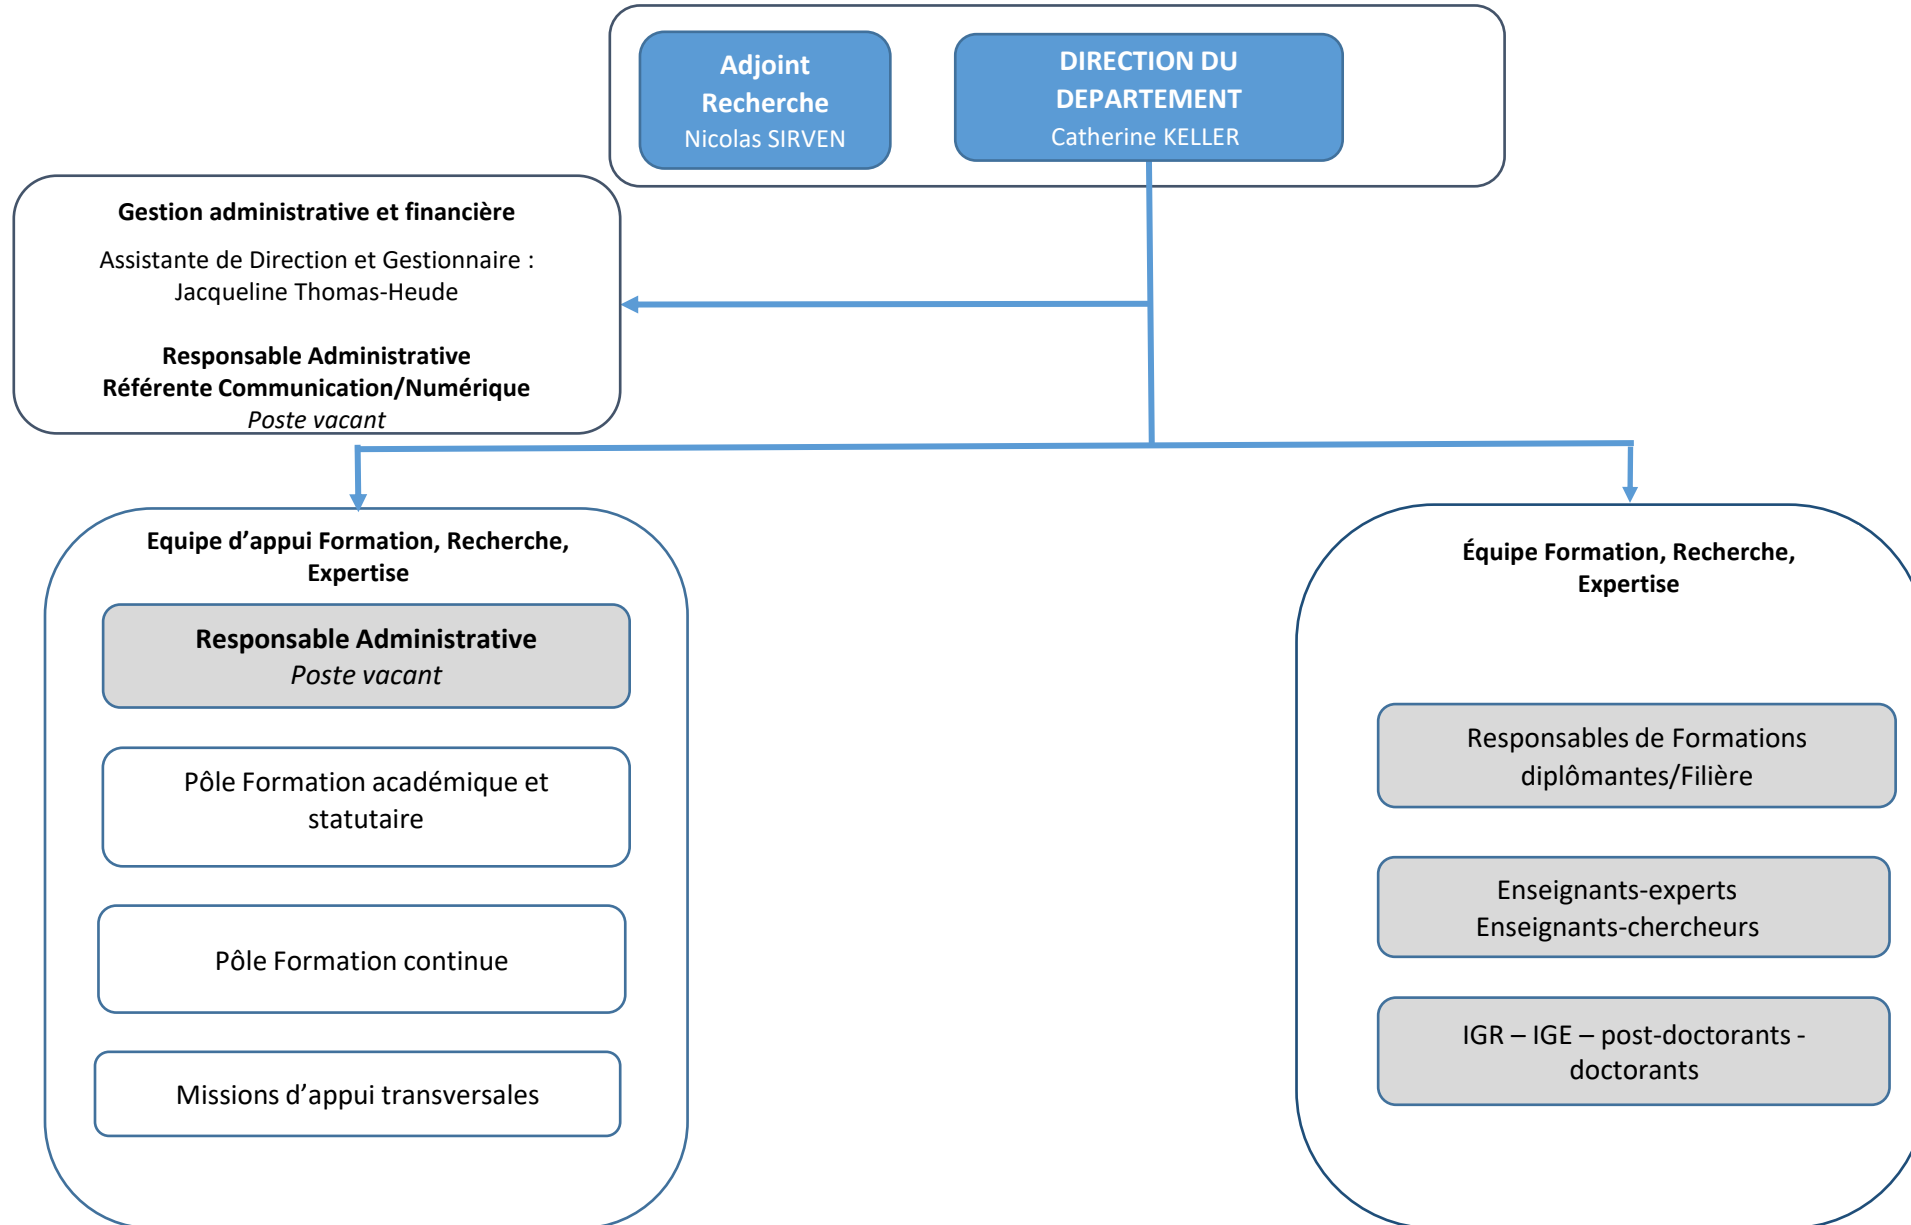 Adjoint
Recherche
Nicolas SIRVEN
DIRECTION DU
DEPARTEMENT
Catherine KELLER
Gestion administrative et financière
Assistante de Direction et Gestionnaire :
Jacqueline Thomas-Heude
Responsable Administrative
Référente Communication/Numérique
Poste vacant
Equipe d’appui Formation, Recherche,
Expertise
Responsable Administrative
Poste vacant
Pôle Formation académique et
statutaire
Pôle Formation continue
Missions d’appui transversales
Équipe Formation, Recherche,
Expertise
Responsables de Formations
diplômantes/Filière
Enseignants-experts
Enseignants-chercheurs
IGR – IGE – post-doctorants -
doctorants